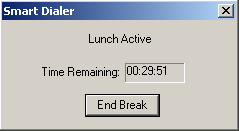 Smart Dialer
Lunch Active
Time Remaining: 00:29:51
End Break